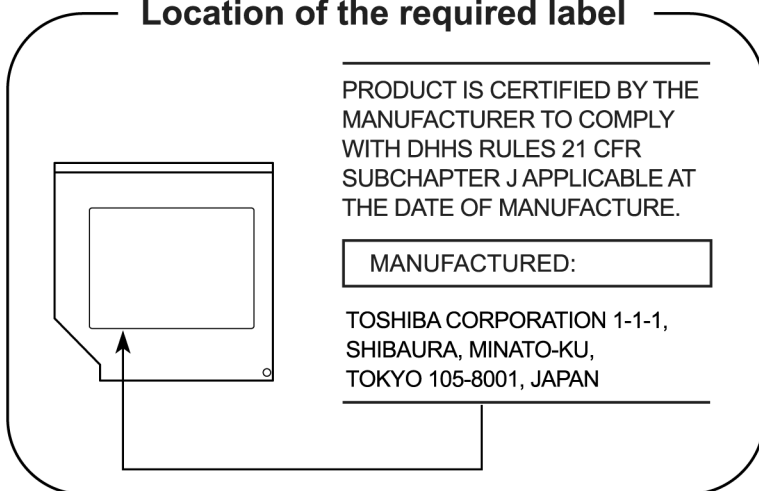 Location of the required label
PRODUCT IS CERTIFIED BY THE
MANUFACTURER TO COMPLY
WITH DHHS RULES 21 CFR
SUBCHAPTER J APPLICABLE AT
THE DATE OF MANUFACTURE.
MANUFACTURED:
TOSHIBA CORPORATION 1-1-1,
SHIBAURA, MINATO-KU,
TOKYO 105-8001, JAPAN